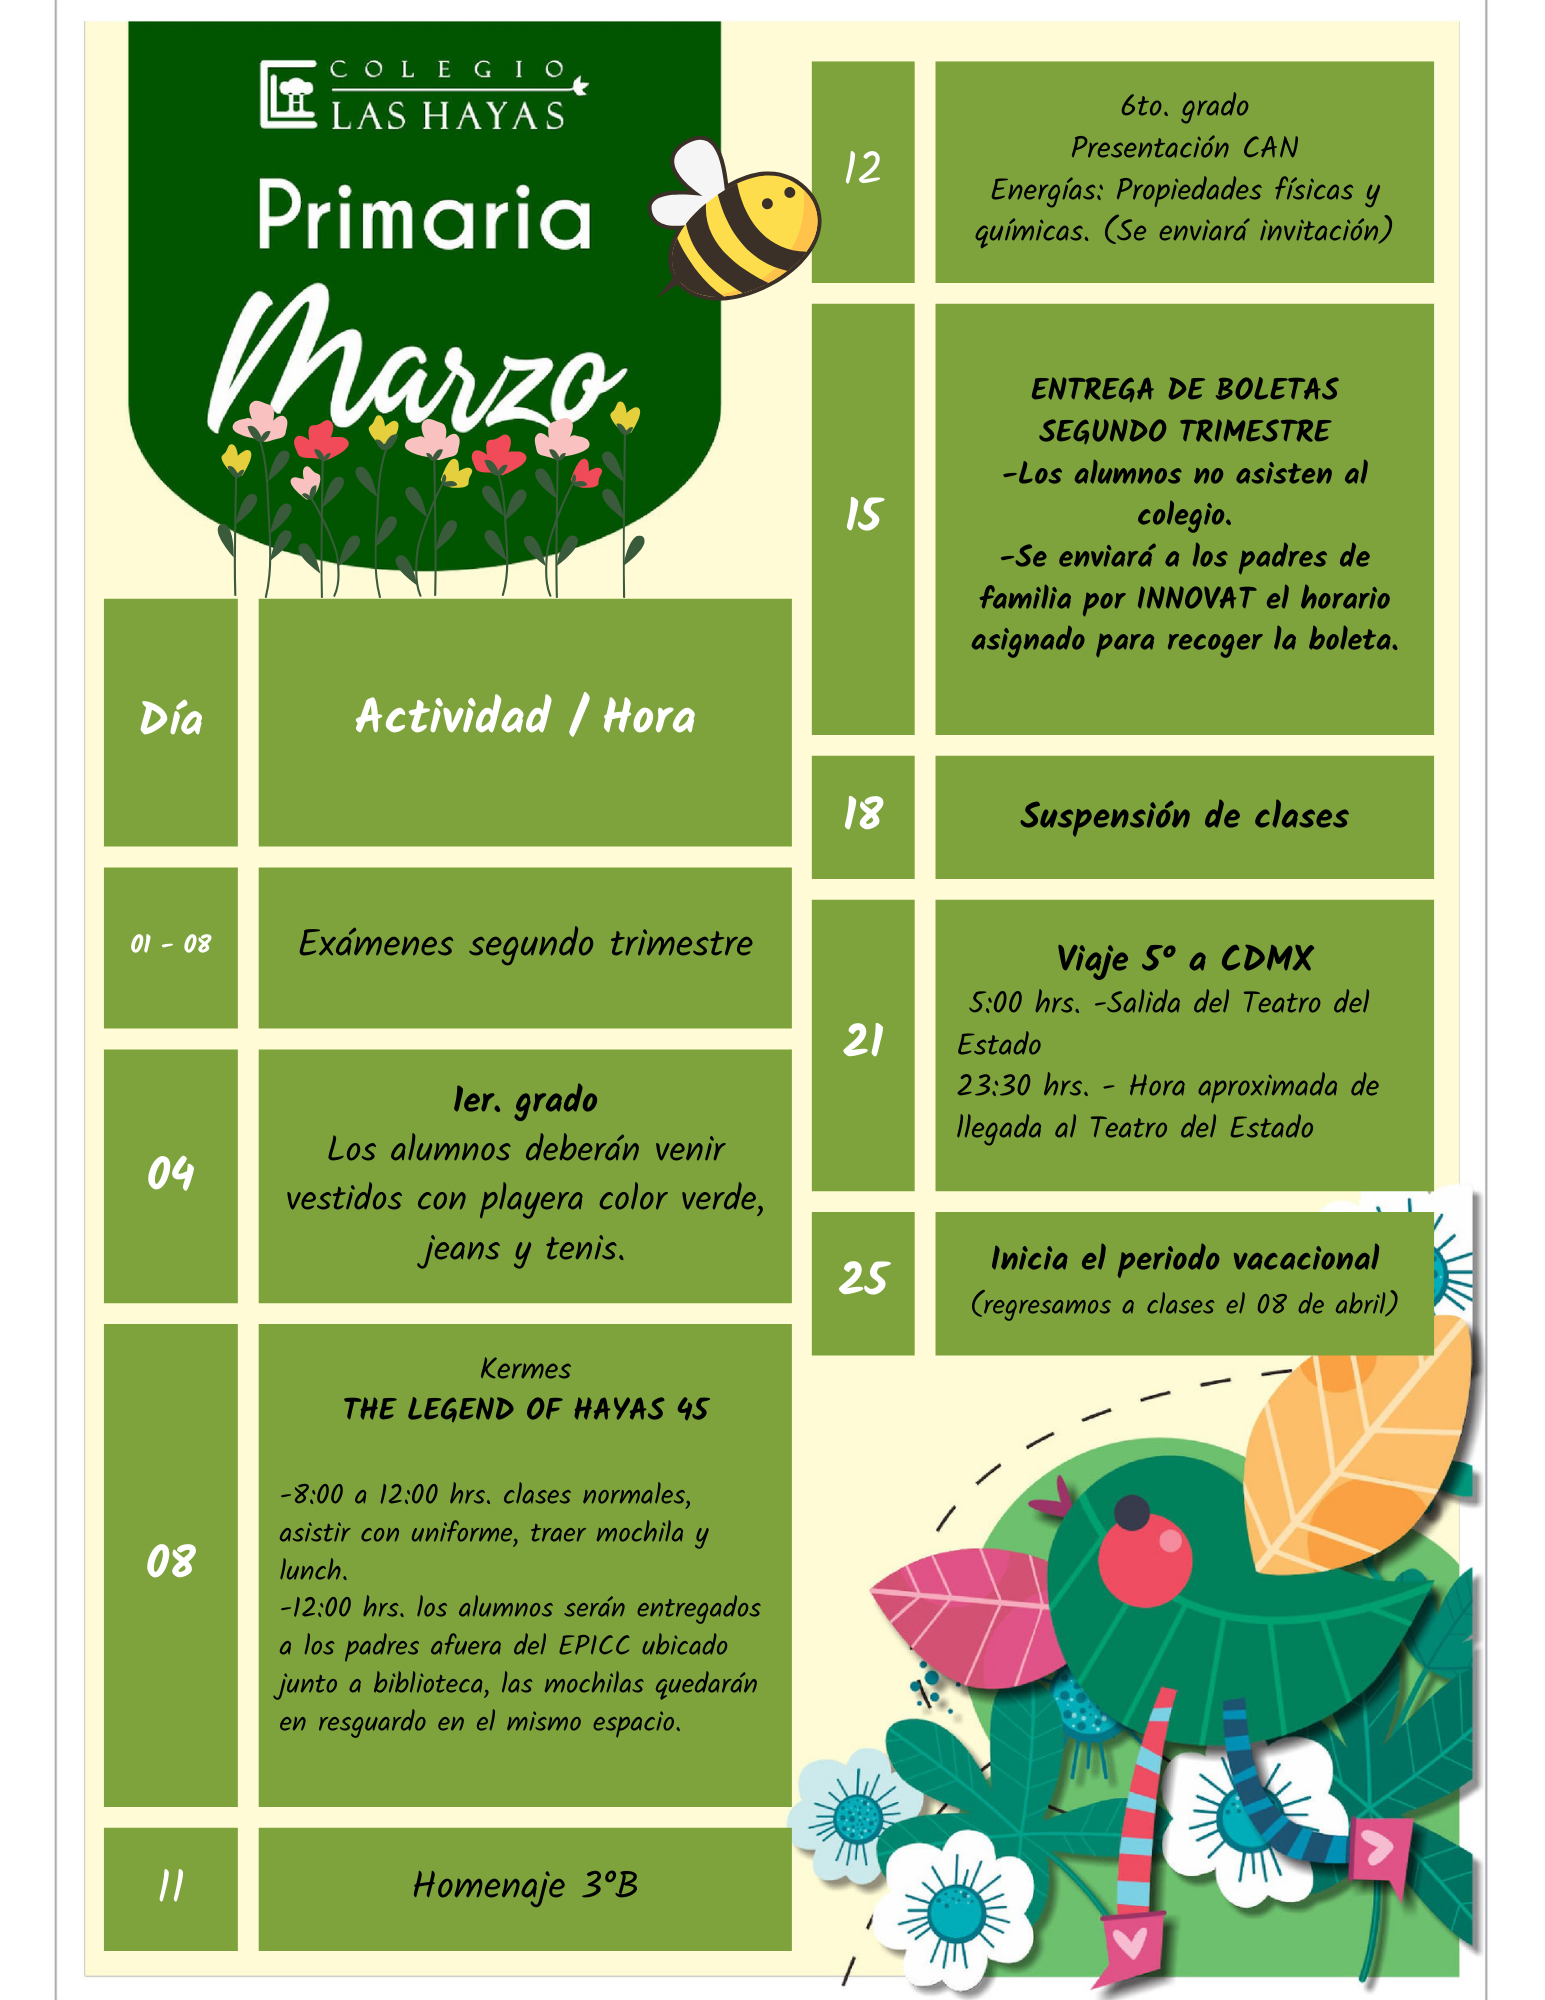 COLEGIO
LAS HAYAS
Primaria
Marzo
Día
Actividad / Hora
01 - 08
Exámenes segundo trimestre
04
1er. grado
Los alumnos deberán venir
vestidos con playera color verde,
jeans y tenis.
08
Kermes
THE LEGEND OF HAYAS 45
-8:00 a 12:00 hrs. clases normales,
asistir con uniforme, traer mochila y
lunch.
-12:00 hrs. los alumnos serán entregados
a los padres afuera del EPICC ubicado
junto a biblioteca, las mochilas quedarán
en resguardo en el mismo espacio.
11
Homenaje 3°B
12
6to. grado
Presentación CAN
Energías: Propiedades físicas y
químicas. (Se enviará invitación)
15
ENTREGA DE BOLETAS
SEGUNDO TRIMESTRE
-Los alumnos no asisten al
colegio.
-Se enviará a los padres de
familia por INNOVAT el horario
asignado para recoger la boleta.
18
Suspensión de clases
21
Viaje 5° a CDMX
5:00 hrs. -Salida del Teatro del
Estado
23:30 hrs. - Hora aproximada de
llegada al Teatro del Estado
25
Inicia el periodo vacacional
(regresamos a clases el 08 de abril)